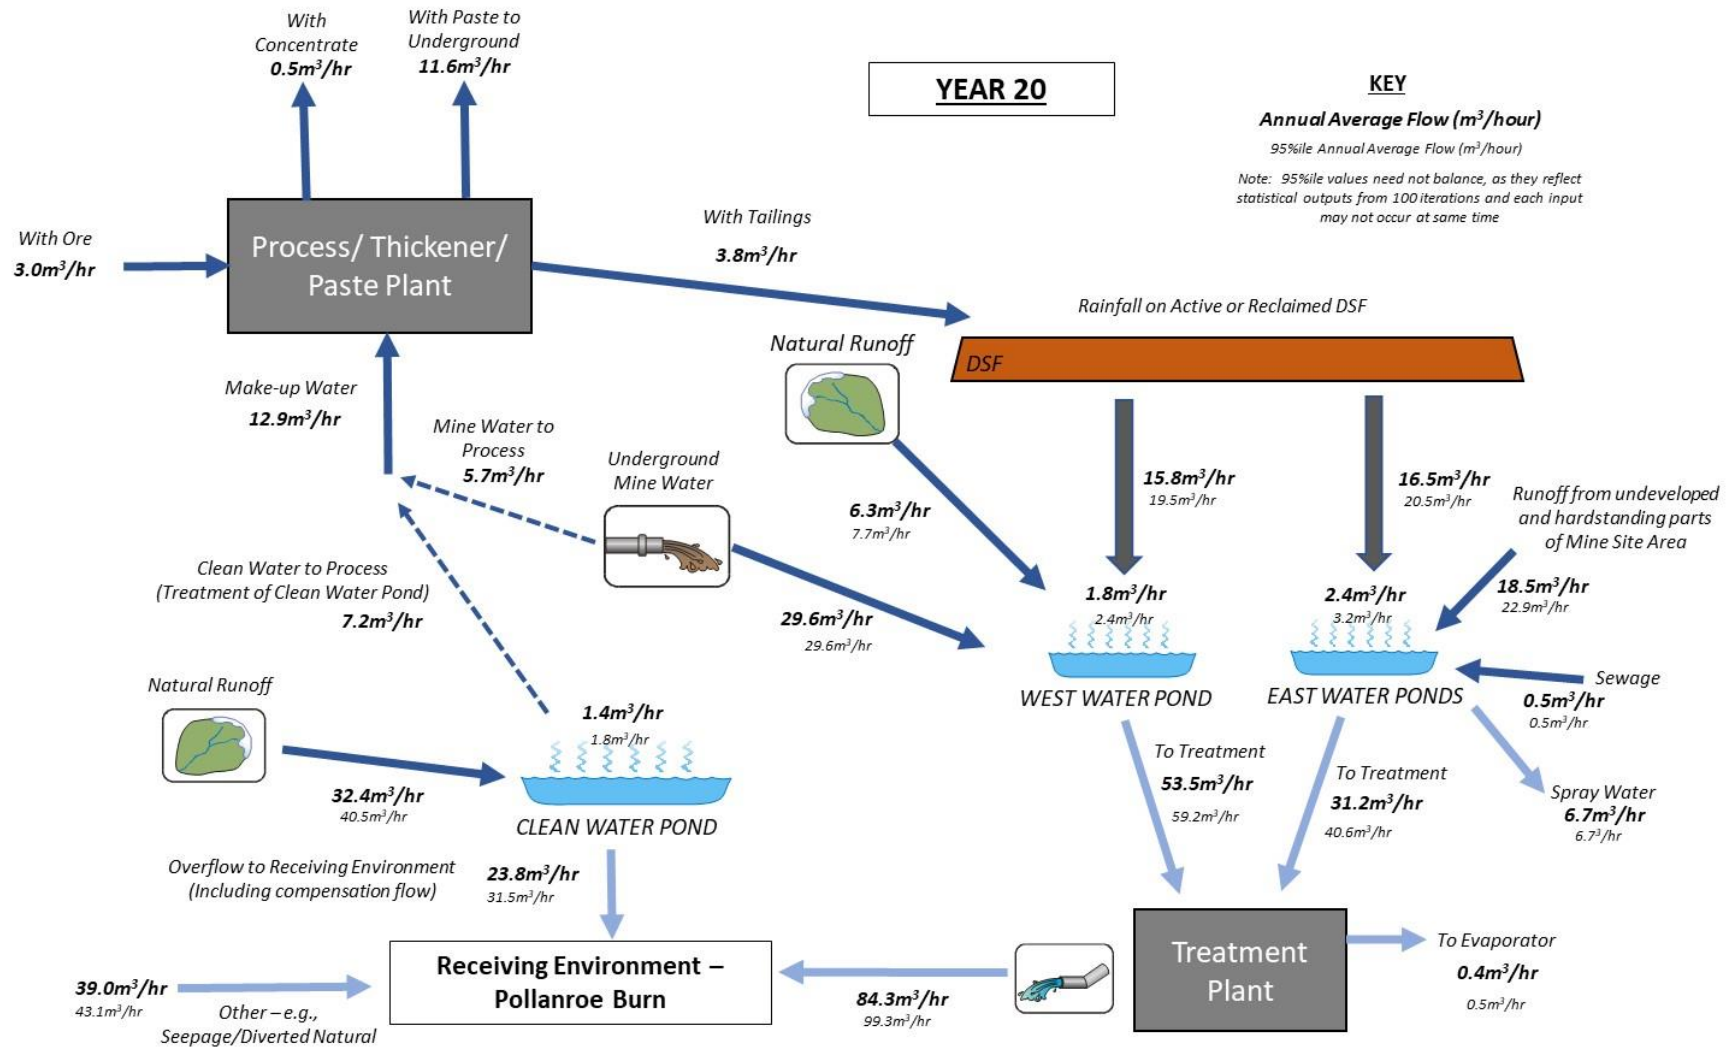 With
Concentrate
0.5m³/hr
With Paste to
Underground
11.6m³/hr
YEAR 20
KEY
Annual Average Flow (m³/hour)
95%ile Annual Average Flow (m³/hour)
Note: 95%ile values need not balance, as they reflect
statistical outputs from 100 iterations and each input
may not occur at same time
With Ore
3.0m³/hr
Process/ Thickener/
Paste Plant
With Tailings
3.8m³/hr
Rainfall on Active or Reclaimed DSF
DSF
Natural Runoff
6.3m³/hr
7.7m³/hr
Make-up Water
12.9m³/hr
Mine Water to
Process
5.7m³/hr
Underground
Mine Water
29.6m³/hr
29.6m³/hr
15.8m³/hr
19.5m³/hr
16.5m³/hr
20.5m³/hr
Runoff from undeveloped
and hardstanding parts
of Mine Site Area
18.5m³/hr
22.9m³/hr
Clean Water to Process
(Treatment of Clean Water Pond)
7.2m³/hr
1.8m³/hr
2.4m³/hr
WEST WATER POND
2.4m³/hr
3.2m³/hr
EAST WATER PONDS
Sewage
0.5m³/hr
0.5m³/hr
Natural Runoff
32.4m³/hr
40.5m³/hr
1.4m³/hr
1.8m³/hr
CLEAN WATER POND
To Treatment
53.5m³/hr
59.2m³/hr
To Treatment
31.2m³/hr
40.6m³/hr
Spray Water
6.7m³/hr
6.7³/hr
Overflow to Receiving Environment
(Including compensation flow)
23.8m³/hr
31.5m³/hr
Receiving Environment –
Pollanroe Burn
39.0m³/hr
43.1m³/hr
Other – e.g.,
Seepage/Diverted Natural
84.3m³/hr
99.3m³/hr
Treatment
Plant
To Evaporator
0.4m³/hr
0.5m³/hr